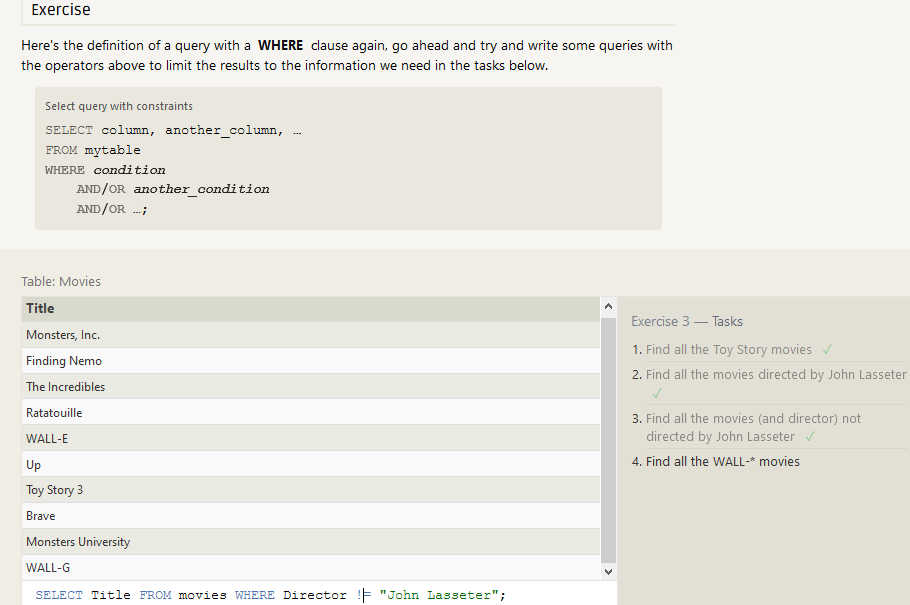 Exercise
Here's the definition of a query with a WHERE clause again, go ahead and try and write some queries with
the operators above to limit the results to the information we need in the tasks below.
Select query with constraints
SELECT column, another_column, …
FROM mytable
WHERE condition
AND/OR another_condition
AND/OR …;
Table: Movies
Title
Monsters, Inc.
Finding Nemo
The Incredibles
Ratatouille
WALL-E
Up
Toy Story 3
Brave
Monsters University
WALL-G
SELECT Title FROM movies WHERE Director != "John Lasseter";
Exercise 3 — Tasks
1. Find all the Toy Story movies ✓
2. Find all the movies directed by John Lasseter
✓
3. Find all the movies (and director) not
directed by John Lasseter ✓
4. Find all the WALL-* movies